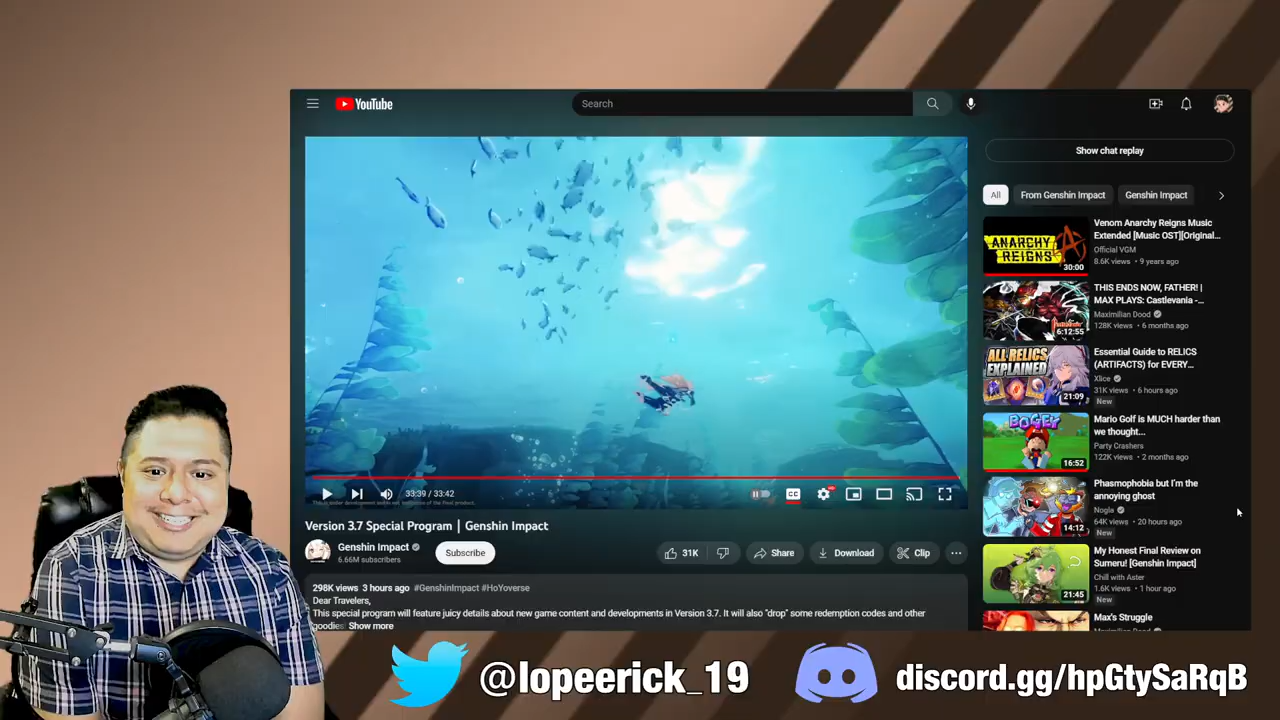 YouTube
Search
Show chat replay
All
From Genshin Impact
Genshin Impact
Venom Anarchy Reigns Music
Extended [Music OST][Original...
Official VGM
8.6K views • 9 years ago
ANARCHY
REIGNS
30:00
THIS ENDS NOW, FATHER! |
MAX PLAYS: Castlevania -...
Maximilian Dood
128K views • 6 months ago
6:12:55
Essential Guide to RELICS
(ARTIFACTS) for EVERY...
Xlice
31K views • 6 hours ago
New
ALL RELICS
EXPLAINED
21:09
Mario Golf is MUCH harder than
we thought...
Party Crashers
122K views • 2 months ago
BOGEY
16:52
Phasmophobia but I'm the
annoying ghost
Nogla
64K views • 20 hours ago
New
14:12
My Honest Final Review on
Sumeru! [Genshin Impact]
Chill with Aster
1.6K views • 1 hour ago
New
21:45
Max's Struggle
Maximilian Dood
33:39 / 33:42
CC
Version 3.7 Special Program | Genshin Impact
Genshin Impact
6.66M subscribers
Subscribe
31K
Share
Download
Clip
298K views 3 hours ago #GenshinImpact #HoYoverse
Dear Travelers,
This special program will feature juicy details about new game content and developments in Version 3.7. It will also "drop" some redemption codes and other
goodies! Show more
@lopeerick_19
discord.gg/hpGtySaRqB